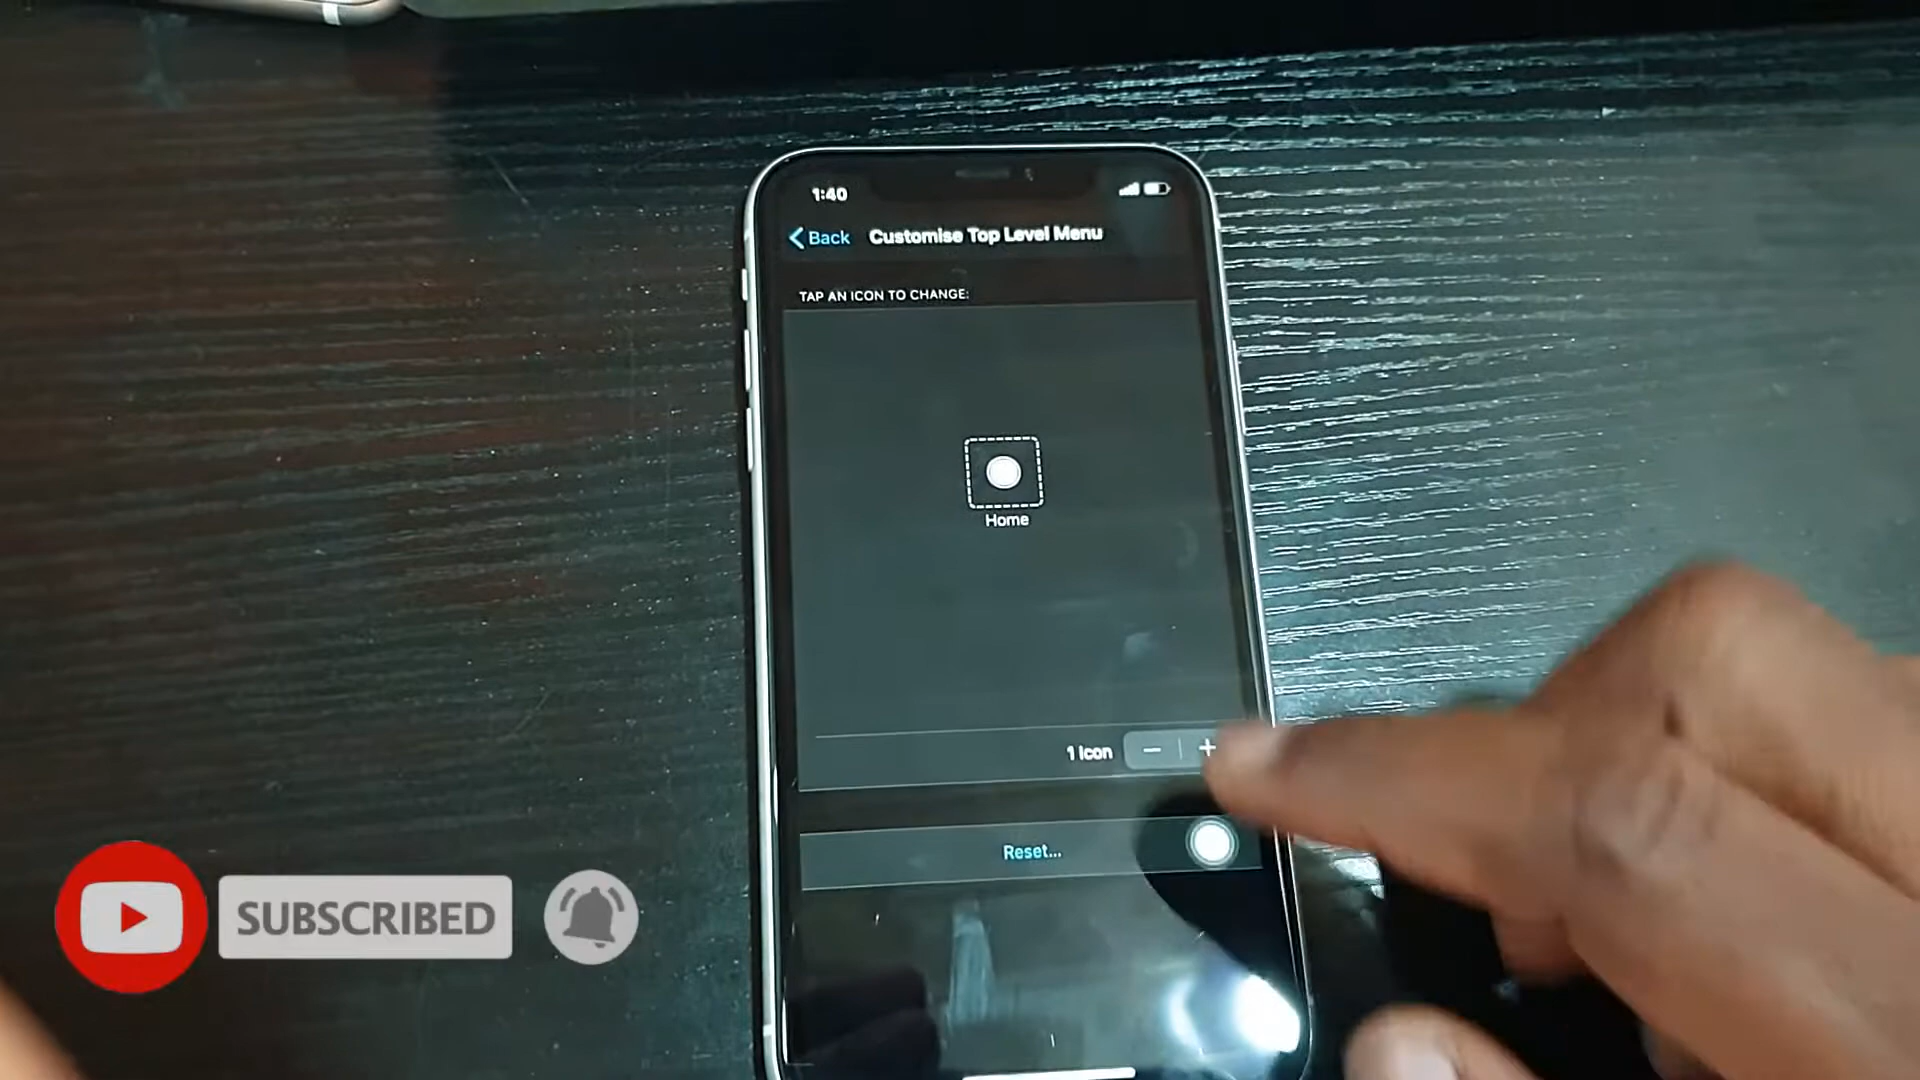 1:40
Back Customise Top Level Menu
TAP AN ICON TO CHANGE:
Home
1 Icon − +
Reset...
SUBSCRIBED